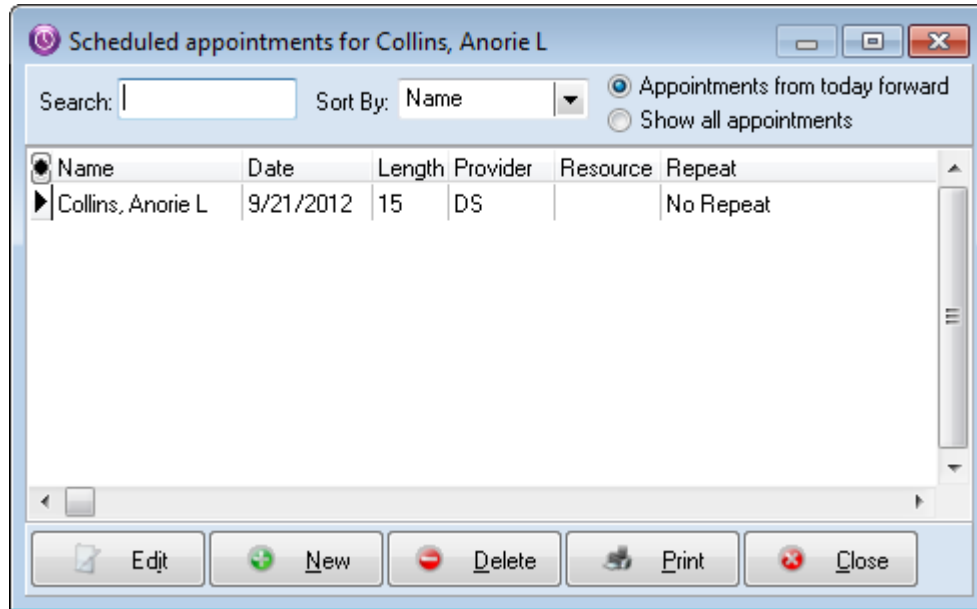 Scheduled appointments for Collins, Anorie L
Search: Sort By: Name Appointments from today forward
Show all appointments
Name Date Length Provider Resource Repeat
Collins, Anorie L 9/21/2012 15 DS No Repeat
Edit New Delete Print Close